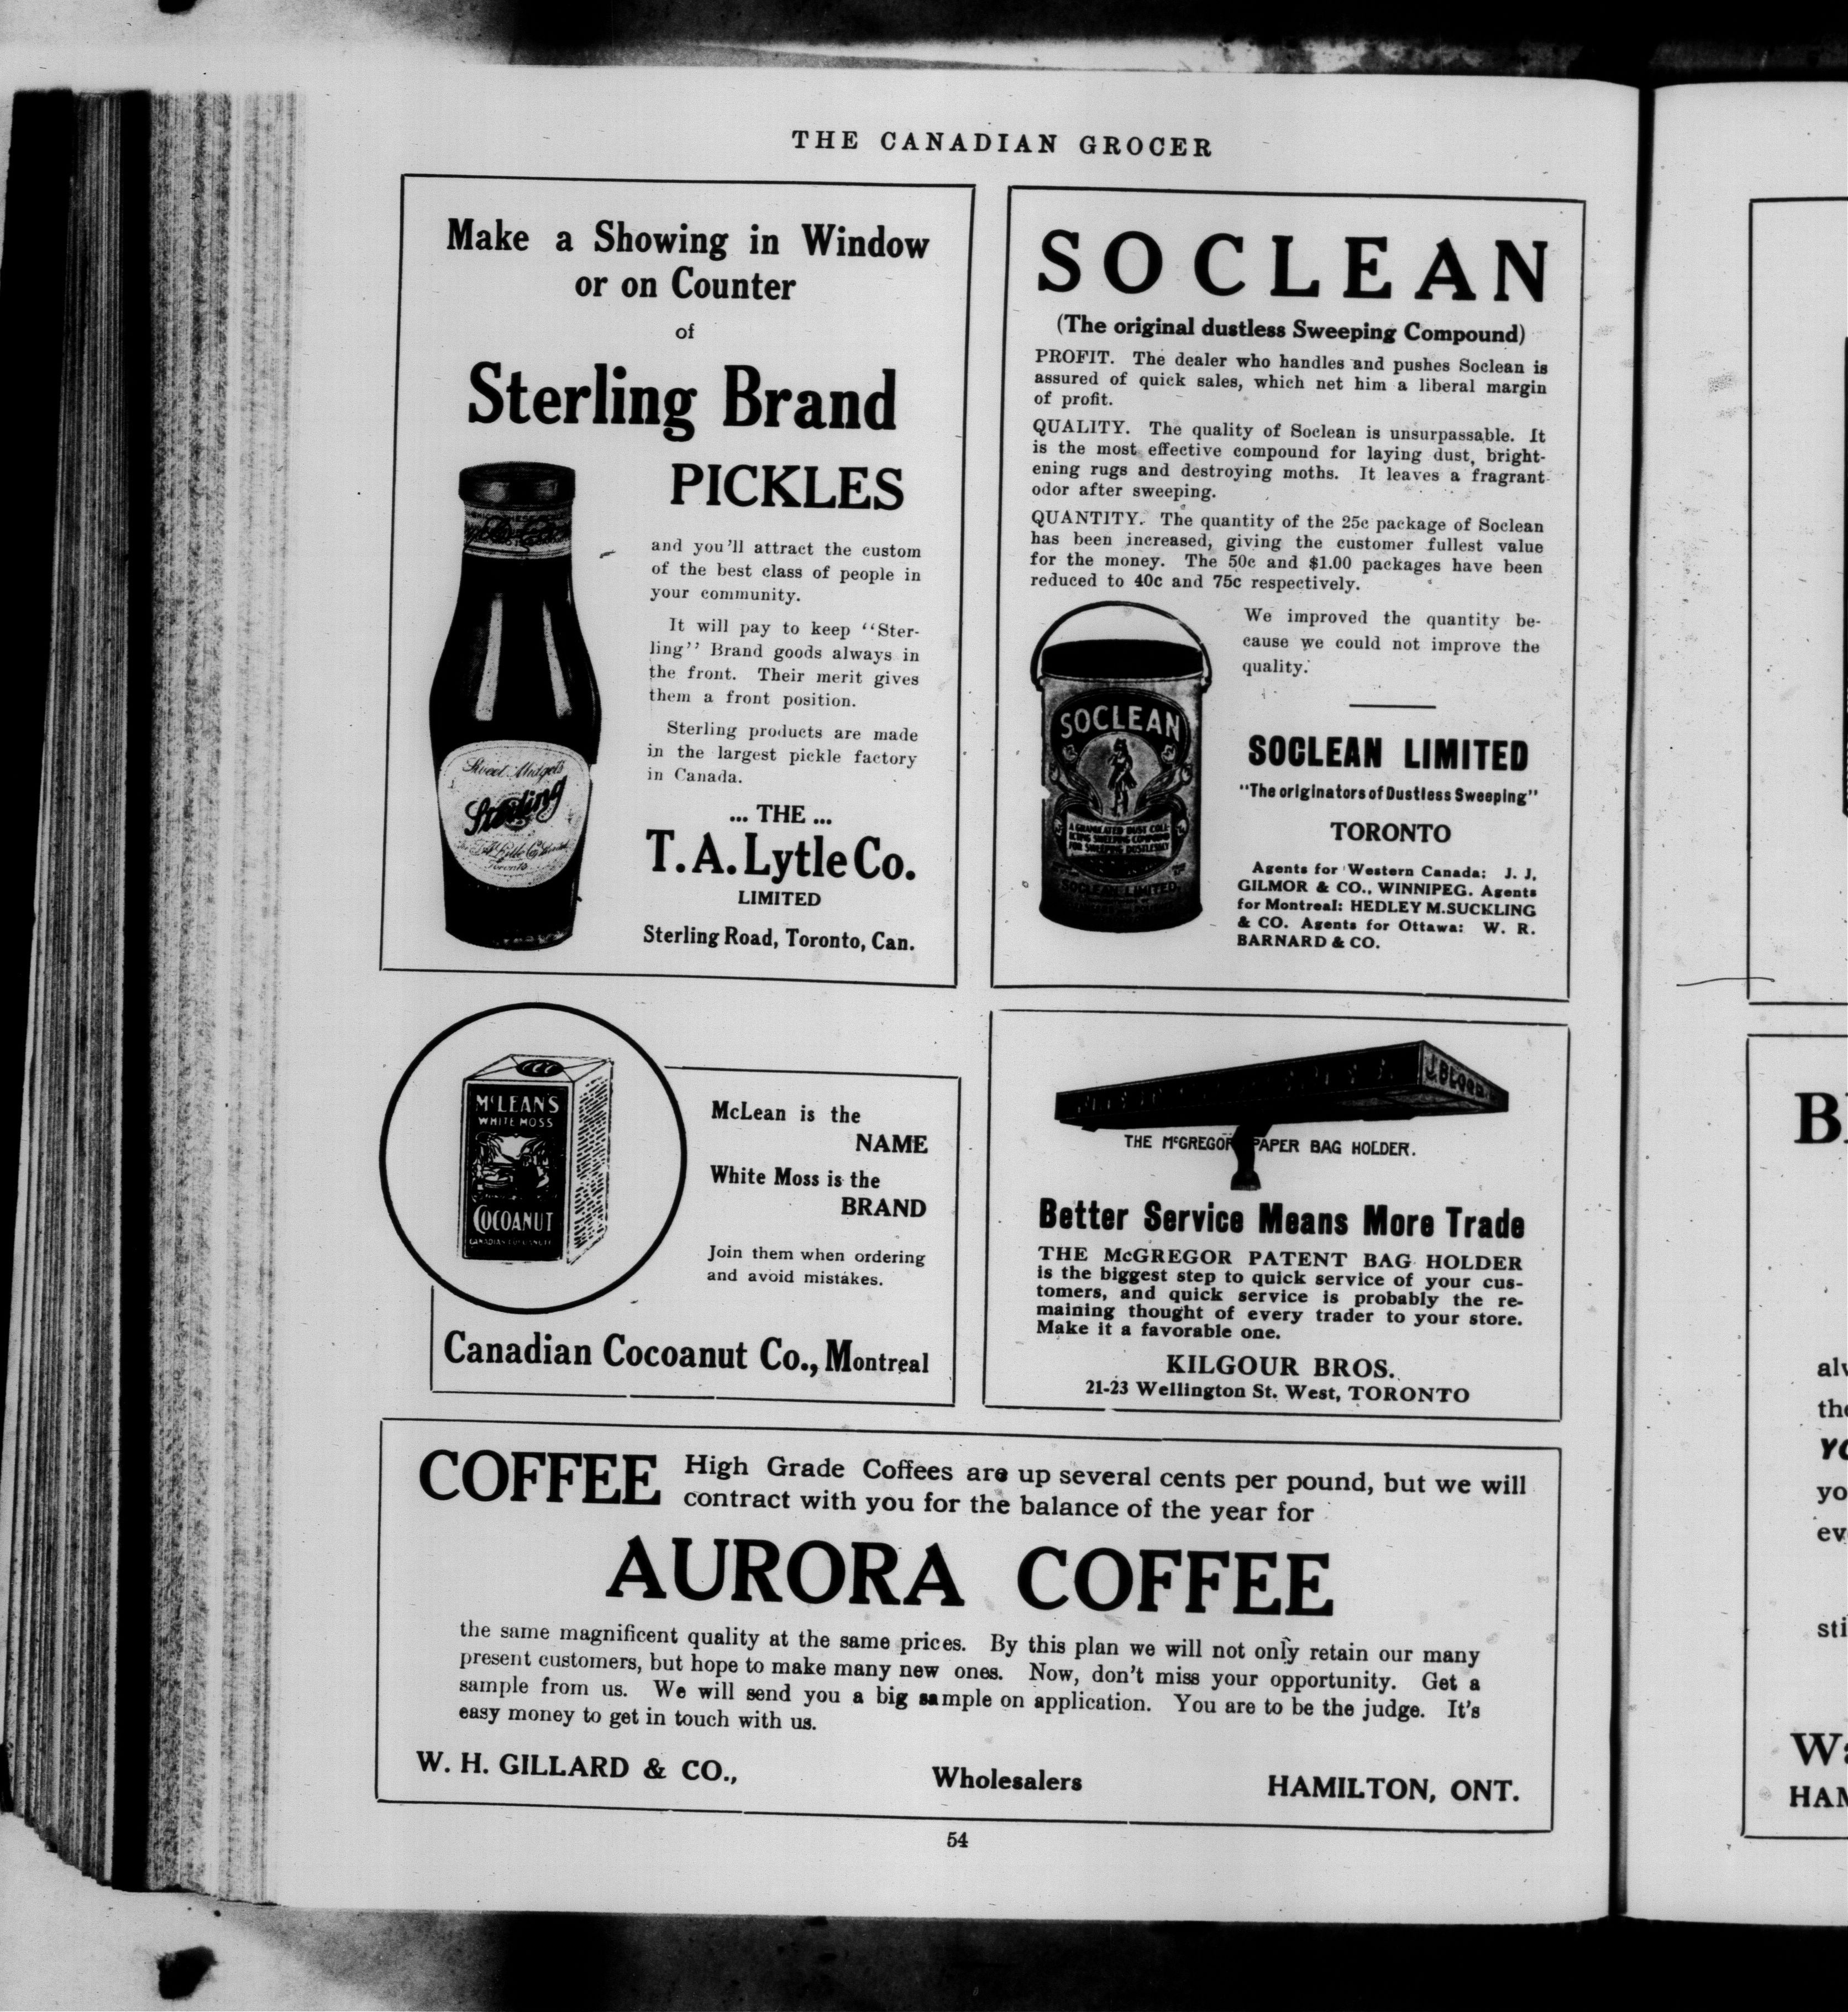 THE CANADIAN GROCER
Make a Showing in Window
or on Counter
of
Sterling Brand
PICKLES
and you'll attract the custom
of the best class of people in
your community.
It will pay to keep "Ster-
ling" Brand goods always in
the front. Their merit gives
them a front position.
Sterling products are made
in the largest pickle factory
in Canada.
... THE ...
T. A. Lytle Co.
LIMITED
Sterling Road, Toronto, Can.
Sweet Midgets
Sterling
Toronto
SOCLEAN
(The original dustless Sweeping Compound)
PROFIT. The dealer who handles and pushes Soclean is
assured of quick sales, which net him a liberal margin
of profit.
QUALITY. The quality of Soclean is unsurpassable. It
is the most effective compound for laying dust, bright-
ening rugs and destroying moths. It leaves a fragrant
odor after sweeping.
QUANTITY. The quantity of the 25c package of Soclean
has been increased, giving the customer fullest value
for the money. The 50c and $1.00 packages have been
reduced to 40c and 75c respectively.
We improved the quantity be-
cause we could not improve the
quality.
SOCLEAN
A GRANULATED DUST COLL-
ECTING SWEEPING COMPOUND
FOR SWEEPING DUSTLESSLY
SOCLEAN LIMITED
SOCLEAN LIMITED
"The originators of Dustless Sweeping"
TORONTO
Agents for Western Canada: J. J.
GILMOR & CO., WINNIPEG. Agents
for Montreal: HEDLEY M. SUCKLING
& CO. Agents for Ottawa: W. R.
BARNARD & CO.
CCC
McLEAN'S
WHITE MOSS
COCOANUT
McLean is the
NAME
White Moss is the
BRAND
Join them when ordering
and avoid mistakes.
Canadian Cocoanut Co., Montreal
THE McGREGOR PAPER BAG HOLDER.
Better Service Means More Trade
THE McGREGOR PATENT BAG HOLDER
is the biggest step to quick service of your cus-
tomers, and quick service is probably the re-
maining thought of every trader to your store.
Make it a favorable one.
KILGOUR BROS.
21-23 Wellington St. West, TORONTO
COFFEE High Grade Coffees are up several cents per pound, but we will
contract with you for the balance of the year for
AURORA COFFEE
the same magnificent quality at the same prices. By this plan we will not only retain our many
present customers, but hope to make many new ones. Now, don't miss your opportunity. Get a
sample from us. We will send you a big sample on application. You are to be the judge. It's
easy money to get in touch with us.
W. H. GILLARD & CO., Wholesalers HAMILTON, ONT.
54